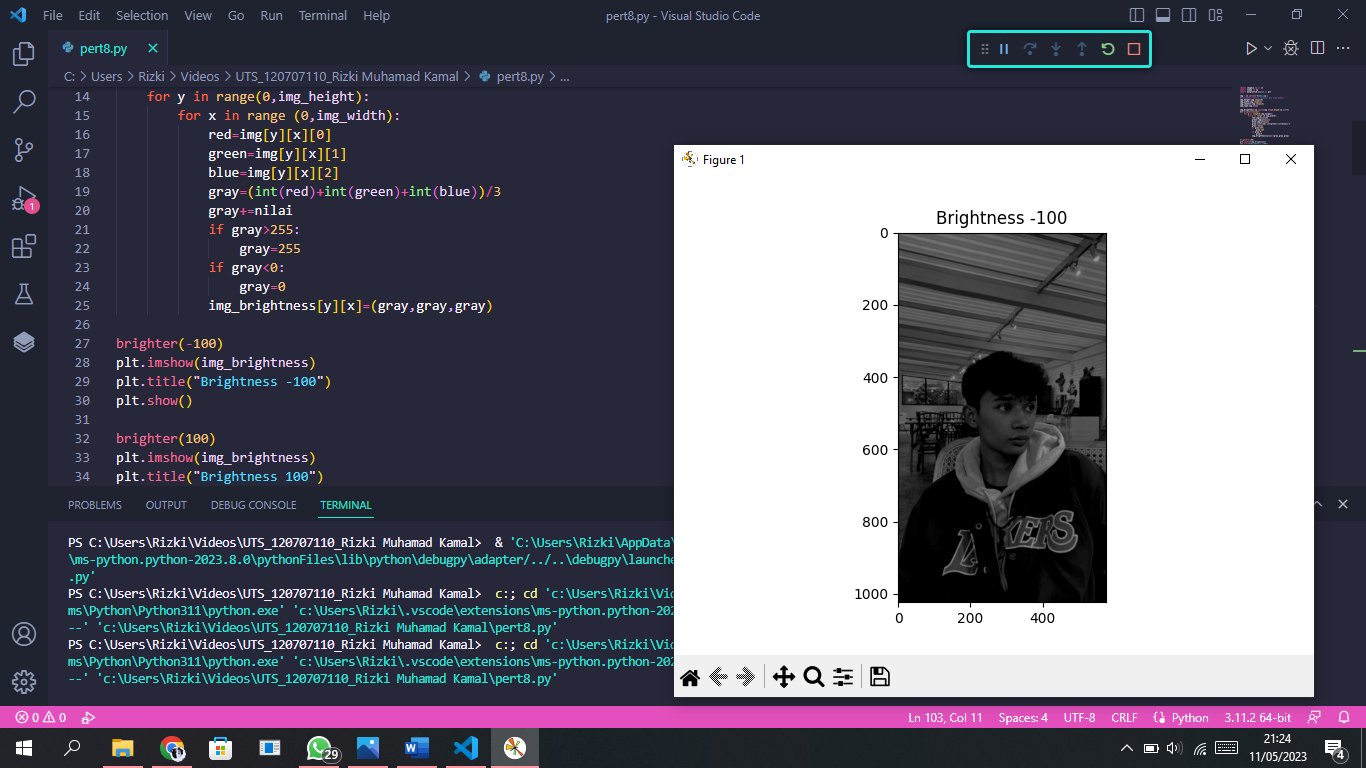 File Edit Selection View Go Run Terminal Help
pert8.py - Visual Studio Code
pert8.py
C: > Users > Rizki > Videos > UTS_120707110_Rizki Muhamad Kamal > pert8.py > ...
14 for y in range(0,img_height):
15 for x in range (0,img_width):
16 red=img[y][x][0]
17 green=img[y][x][1]
18 blue=img[y][x][2]
19 gray=(int(red)+int(green)+int(blue))/3
20 gray+=nilai
21 if gray>255:
22 gray=255
23 if gray<0:
24 gray=0
25 img_brightness[y][x]=(gray,gray,gray)
26
27 brighter(-100)
28 plt.imshow(img_brightness)
29 plt.title("Brightness -100")
30 plt.show()
31
32 brighter(100)
33 plt.imshow(img_brightness)
34 plt.title("Brightness 100")
1
Figure 1
Brightness -100
0
200
400
600
800
1000
0 200 400
LAKERS
PROBLEMS OUTPUT DEBUG CONSOLE TERMINAL
PS C:\Users\Rizki\Videos\UTS_120707110_Rizki Muhamad Kamal> & 'C:\Users\Rizki\AppData\
\ms-python.python-2023.8.0\pythonFiles\lib\python\debugpy\adapter/../..\debugpy\launche
.py'
PS C:\Users\Rizki\Videos\UTS_120707110_Rizki Muhamad Kamal> c:; cd 'c:\Users\Rizki\Vid
ms\Python\Python311\python.exe' 'c:\Users\Rizki\.vscode\extensions\ms-python.python-202
--' 'c:\Users\Rizki\Videos\UTS_120707110_Rizki Muhamad Kamal\pert8.py'
PS C:\Users\Rizki\Videos\UTS_120707110_Rizki Muhamad Kamal> c:; cd 'c:\Users\Rizki\Vid
ms\Python\Python311\python.exe' 'c:\Users\Rizki\.vscode\extensions\ms-python.python-202
--' 'c:\Users\Rizki\Videos\UTS_120707110_Rizki Muhamad Kamal\pert8.py'
0 0
Ln 103, Col 11 Spaces: 4 UTF-8 CRLF Python 3.11.2 64-bit
29
21:24
11/05/2023
4